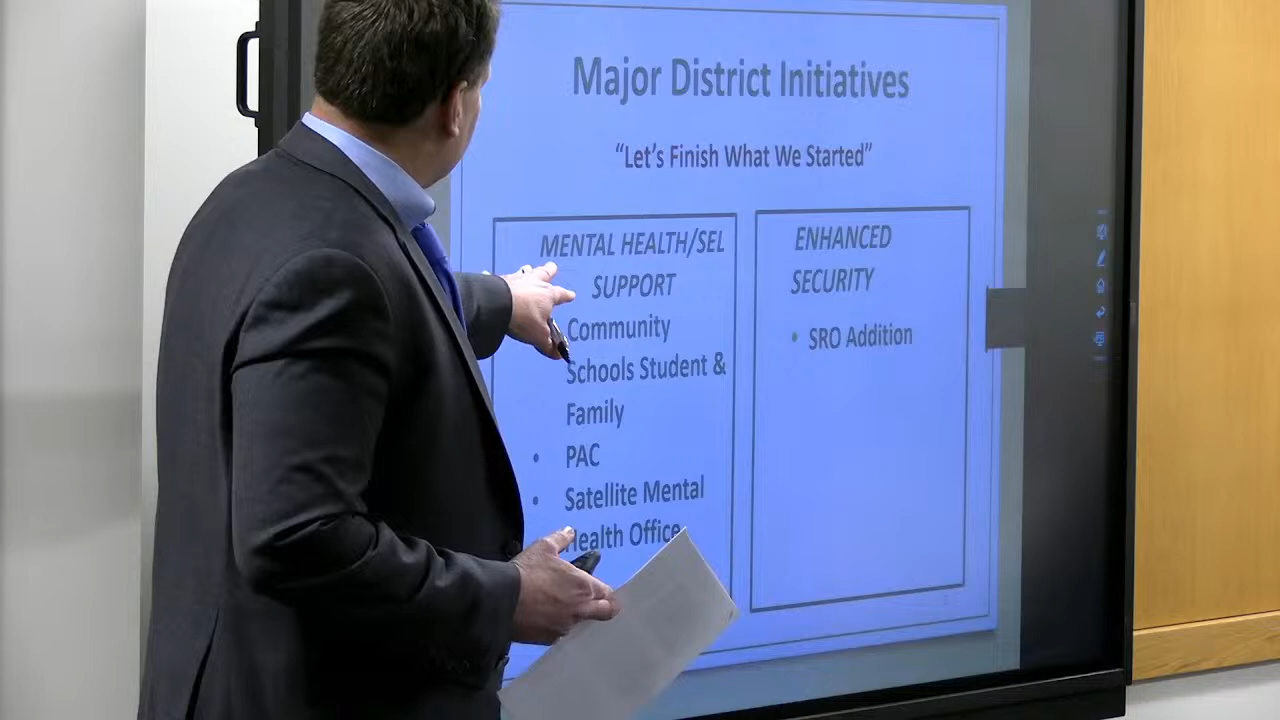 Major District Initiatives
“Let’s Finish What We Started”
MENTAL HEALTH/SEL
SUPPORT
Community
Schools Student &
Family
• PAC
• Satellite Mental
Health Office
ENHANCED
SECURITY
• SRO Addition